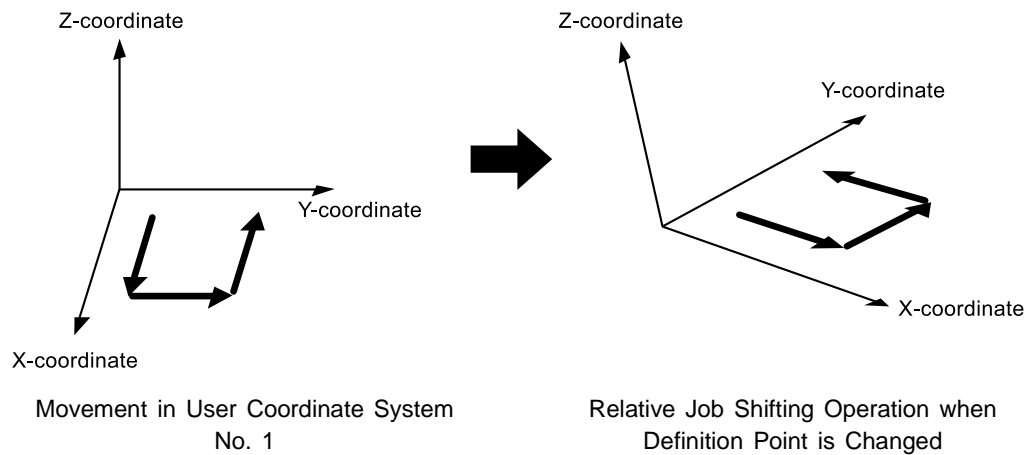 Z-coordinate
Y-coordinate
X-coordinate
Movement in User Coordinate System
No. 1
Z-coordinate
Y-coordinate
X-coordinate
Relative Job Shifting Operation when
Definition Point is Changed